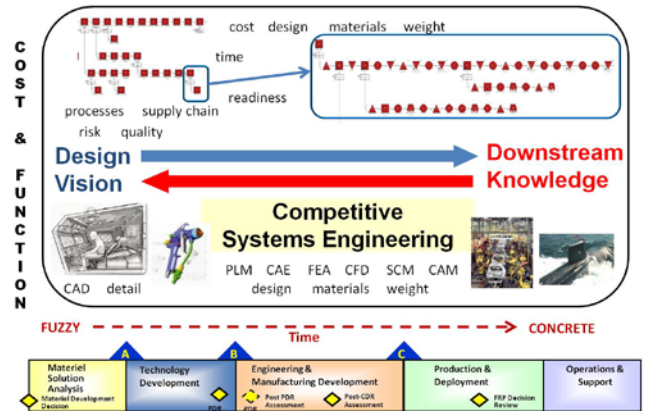 COST & FUNCTION
cost design materials weight
time
readiness
processes supply chain
risk quality
Design
Vision
Downstream
Knowledge
Competitive
Systems Engineering
PLM CAE FEA CFD SCM CAM
design materials weight
CAD detail
FUZZY
Time
CONCRETE
A
B
C
Materiel
Solution
Analysis
Materiel Development
Decision
Technology
Development
PDR
Engineering &
Manufacturing Development
PDR
Post PDR
Assessment
Post-CDR
Assessment
Production &
Deployment
FRP Decision
Review
Operations &
Support